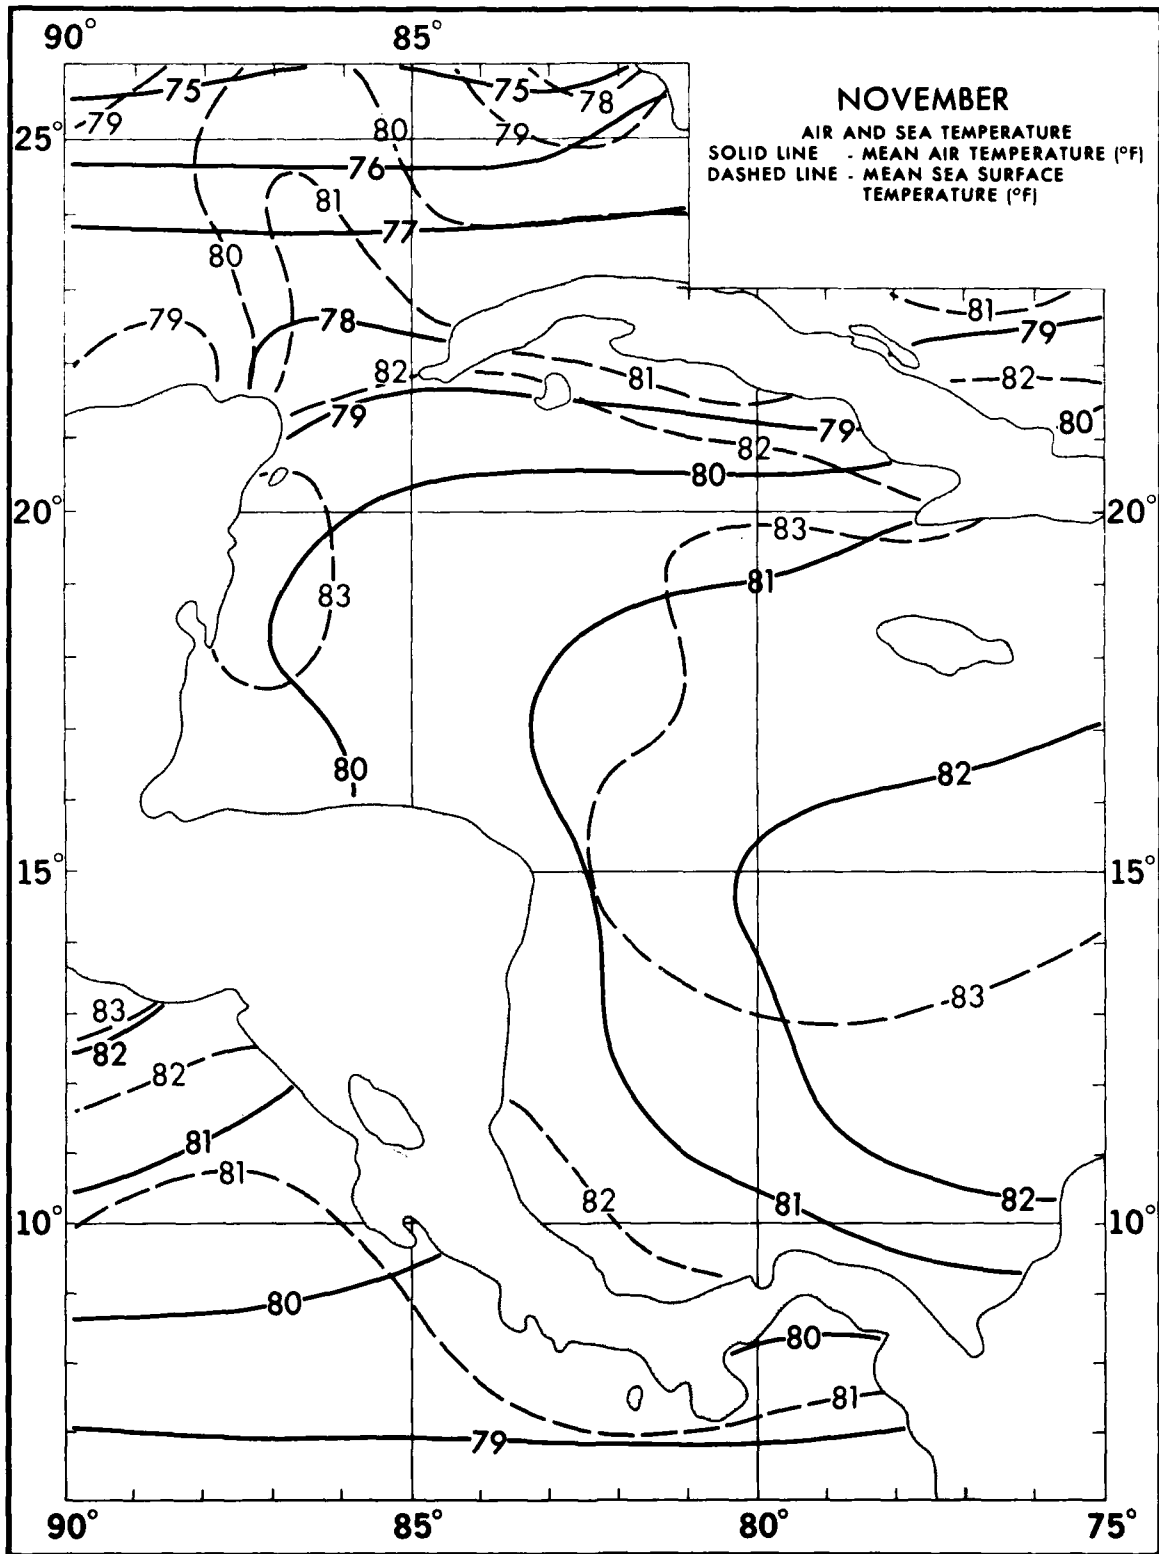 90° 85°
NOVEMBER
AIR AND SEA TEMPERATURE
SOLID LINE - MEAN AIR TEMPERATURE (°F)
DASHED LINE - MEAN SEA SURFACE
TEMPERATURE (°F)
75 75 78
79 80 79
25°
76
81
77
80
81
79 78 79
82 81 82
79 79 80
82
80
20° 20°
83
81
83
82
80
15° 15°
83
83
82
82
81
81
82 81 82
10° 10°
80
80
81
79
90° 85° 80° 75°